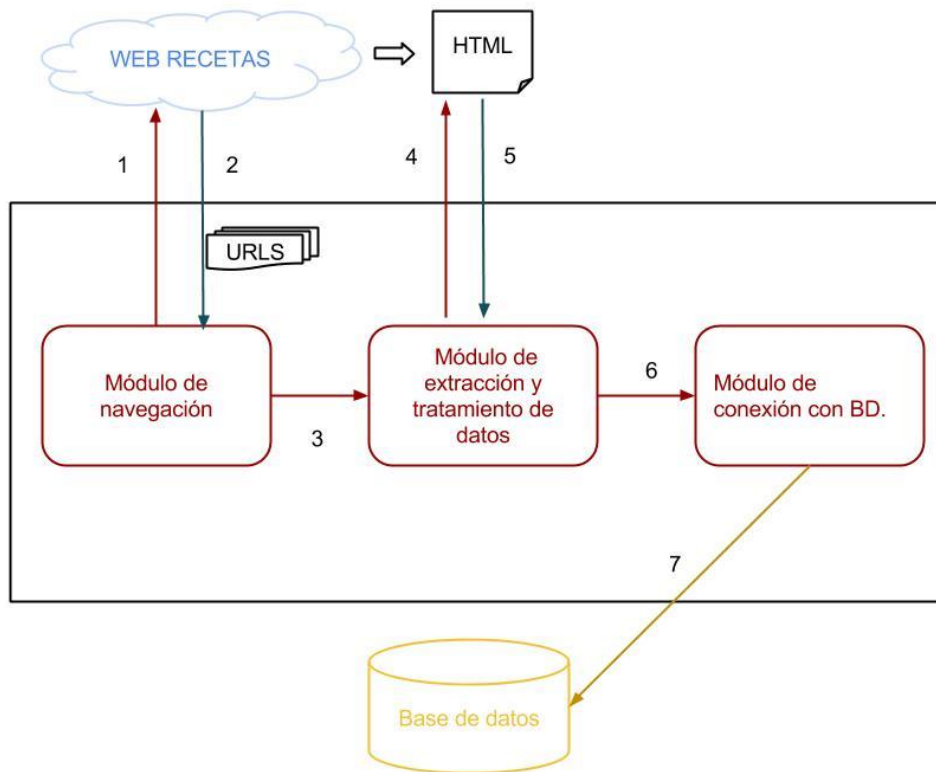 WEB RECETAS
HTML
1
2
4
5
URLS
Módulo de
navegación
3
Módulo de
extracción y
tratamiento de
datos
6
Módulo de
conexión con BD.
7
Base de datos